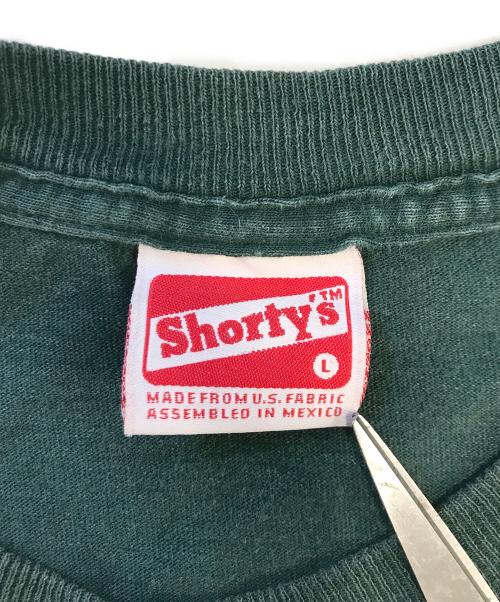 Shorty's™
L
MADE FROM U.S. FABRIC
ASSEMBLED IN MEXICO